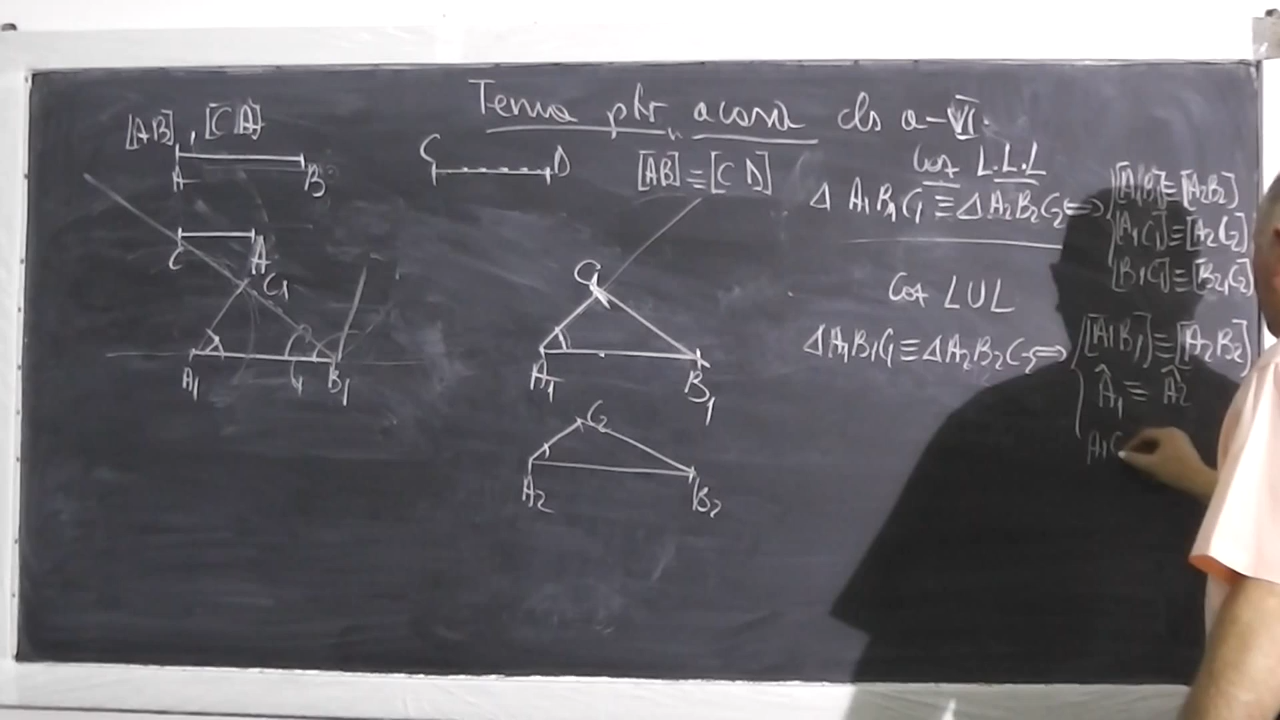 Tema ptr. acasă cls a-VI.
[AB], [CD]
A B
C D
[AB] ≡ [CD]
C A
A₁ B₁ C₁
C₁
C₁
A₁ B₁
C₂
A₂ B₂
Caz L.L.L
Δ A₁B₁C₁ ≡ Δ A₂B₂C₂ ⇔
[A₁B₁] ≡ [A₂B₂]
[A₁C₁] ≡ [A₂C₂]
[B₁C₁] ≡ [B₂C₂]
Caz LUL
Δ A₁B₁C₁ ≡ Δ A₂B₂C₂ ⇔
[A₁B₁] ≡ [A₂B₂]
Â₁ ≡ Â₂
A₁C